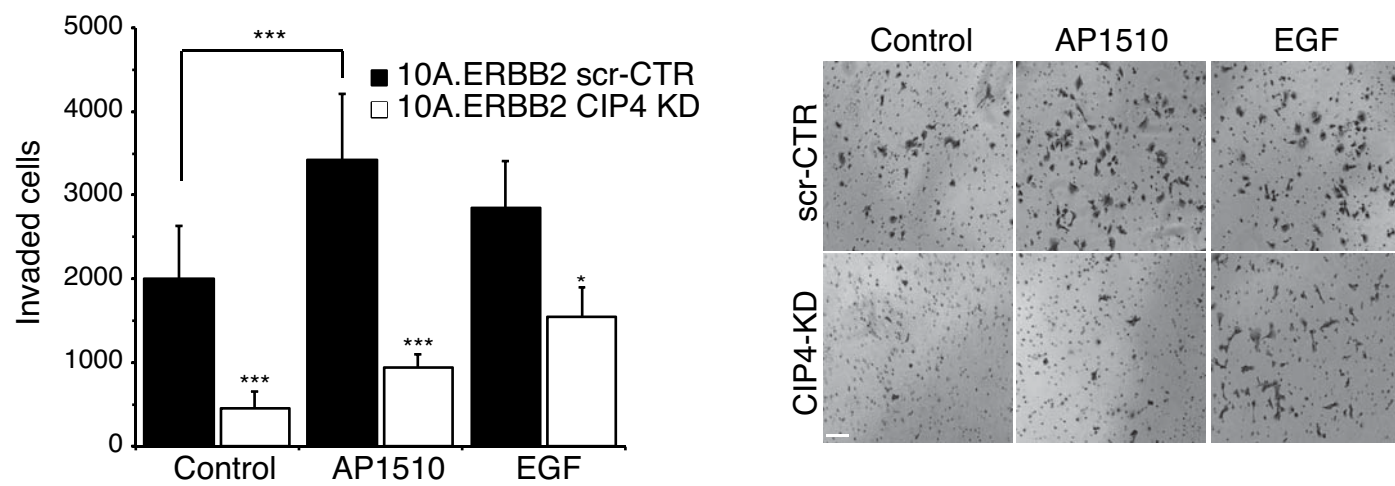 5000
4000
3000
2000
1000
0
Invaded cells
***
10A.ERBB2 scr-CTR
10A.ERBB2 CIP4 KD
***
***
*
Control AP1510 EGF
Control AP1510 EGF
scr-CTR
CIP4-KD